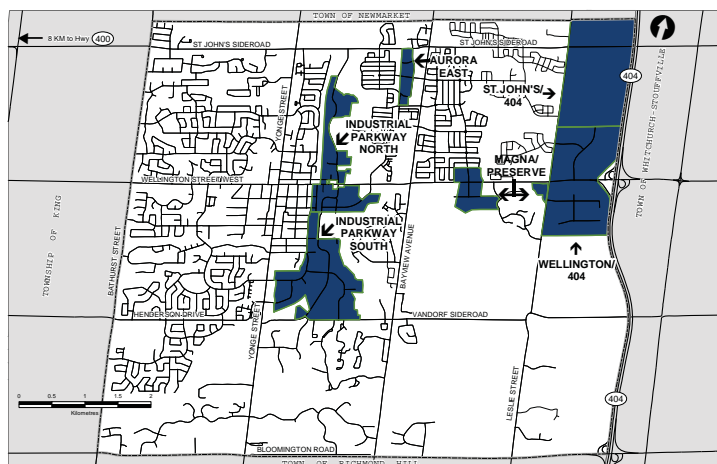 TOWN OF NEWMARKET
8 KM to Hwy 400
ST JOHN'S SIDEROAD
ST JOHN'S SIDEROAD
AURORA
EAST
404
ST.JOHN'S/
404
YONGE STREET
INDUSTRIAL
PARKWAY
NORTH
MAGNA/
PRESERVE
WELLINGTON STREET WEST
TOWN OF WHITCHURCH-STOUFFVILLE
TOWNSHIP OF KING
BATHURST STREET
INDUSTRIAL
PARKWAY
SOUTH
BAYVIEW AVENUE
WELLINGTON/
404
HENDERSON DRIVE
VANDORF SIDEROAD
YONGE STREET
LESLIE STREET
0 0.5 1 1.5 2
Kilometres
404
BLOOMINGTON ROAD
TOWN OF RICHMOND HILL